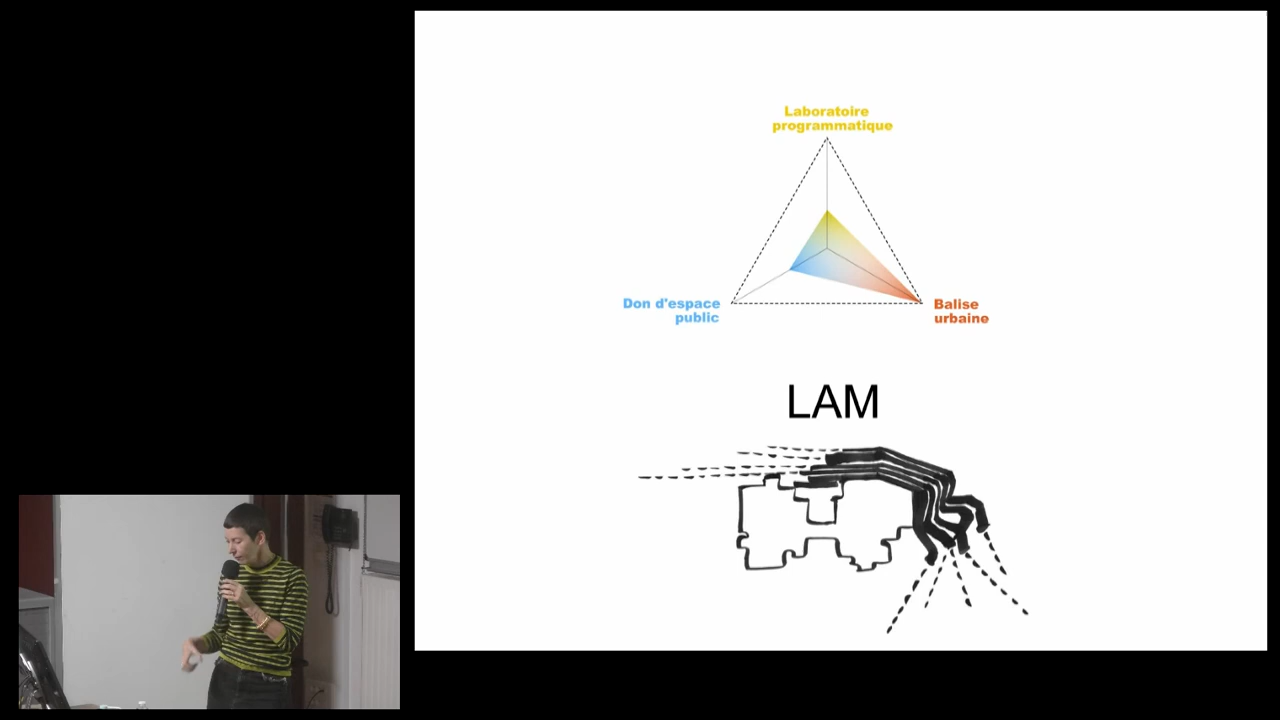 Laboratoire
programmatique
Don d'espace
public
Balise
urbaine
LAM